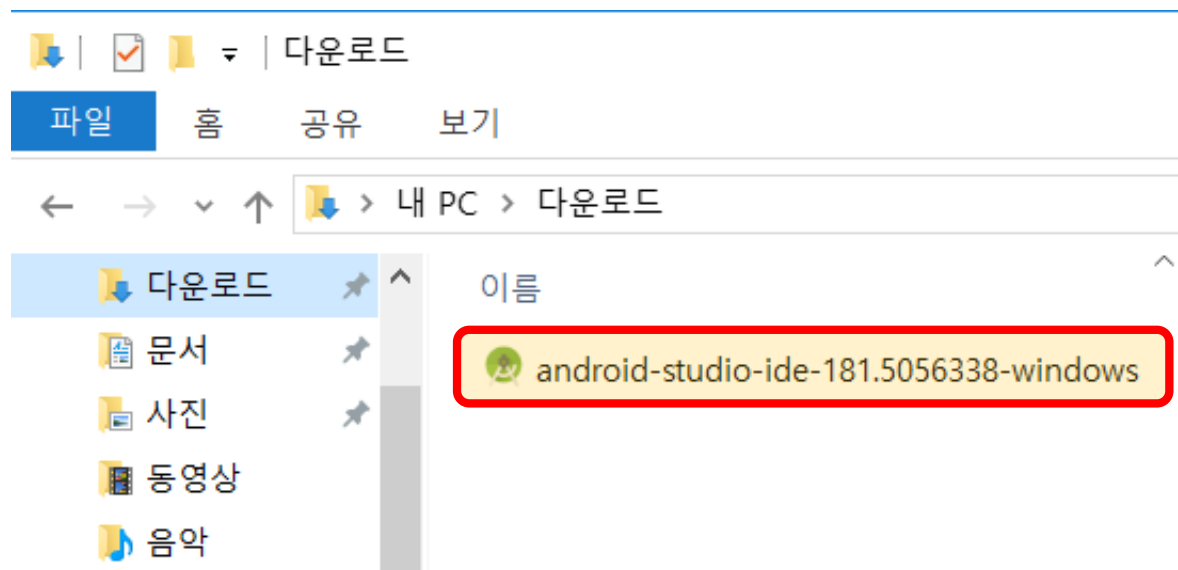 다운로드
파일 홈 공유 보기
내 PC > 다운로드
다운로드
이름
문서
android-studio-ide-181.5056338-windows
사진
동영상
음악